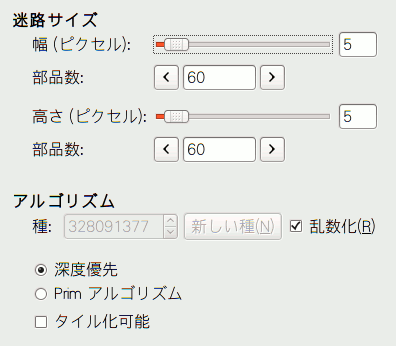 迷路サイズ
幅 (ピクセル): 5
部品数: 60
高さ (ピクセル): 5
部品数: 60
アルゴリズム
種: 328091377 新しい種(N) 乱数化(R)
深度優先
Prim アルゴリズム
タイル化可能